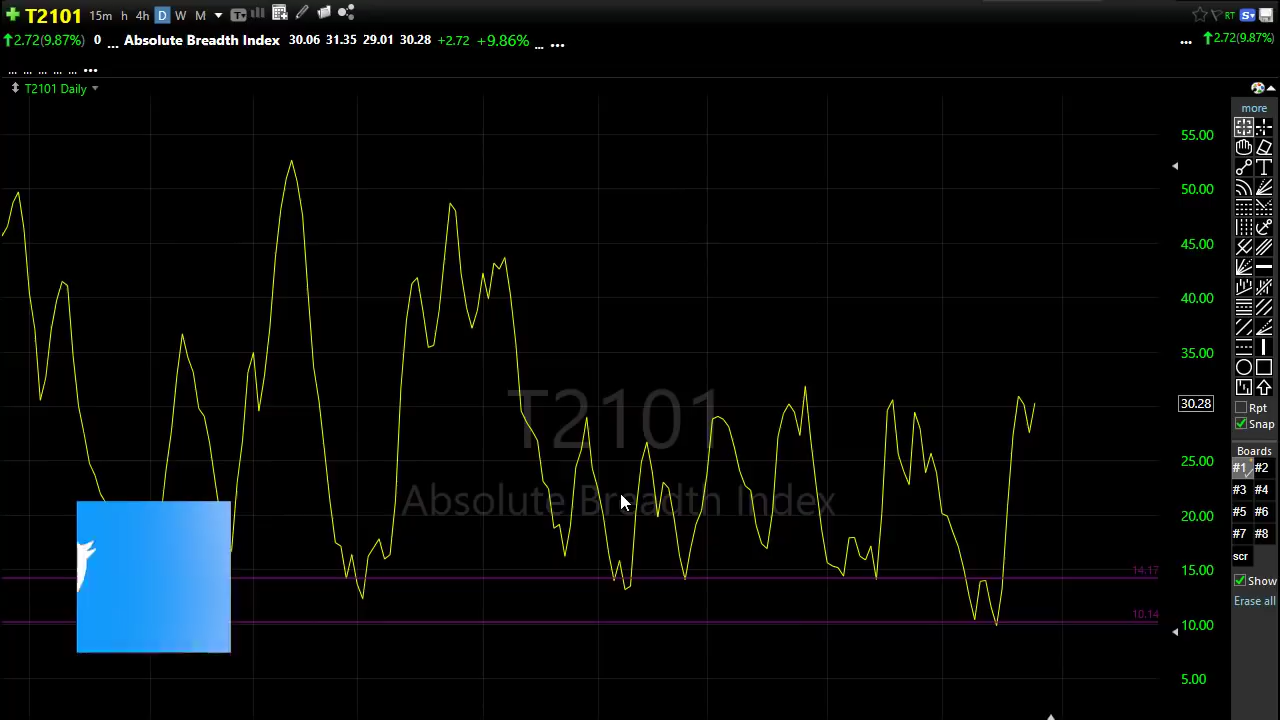 T2101 15m h 4h D W M T RT S
2.72(9.87%) 0 ... Absolute Breadth Index 30.06 31.35 29.01 30.28 +2.72 +9.86% ... ... ... 2.72(9.87%)
... ... ... ... ... ...
T2101 Daily
more
55.00
50.00
45.00
40.00
35.00
30.28
25.00
20.00
15.00
10.00
5.00
T2101
Absolute Breadth Index
14.17
10.14
T
Rpt
Snap
Boards
#1 #2
#3 #4
#5 #6
#7 #8
scr
Show
Erase all